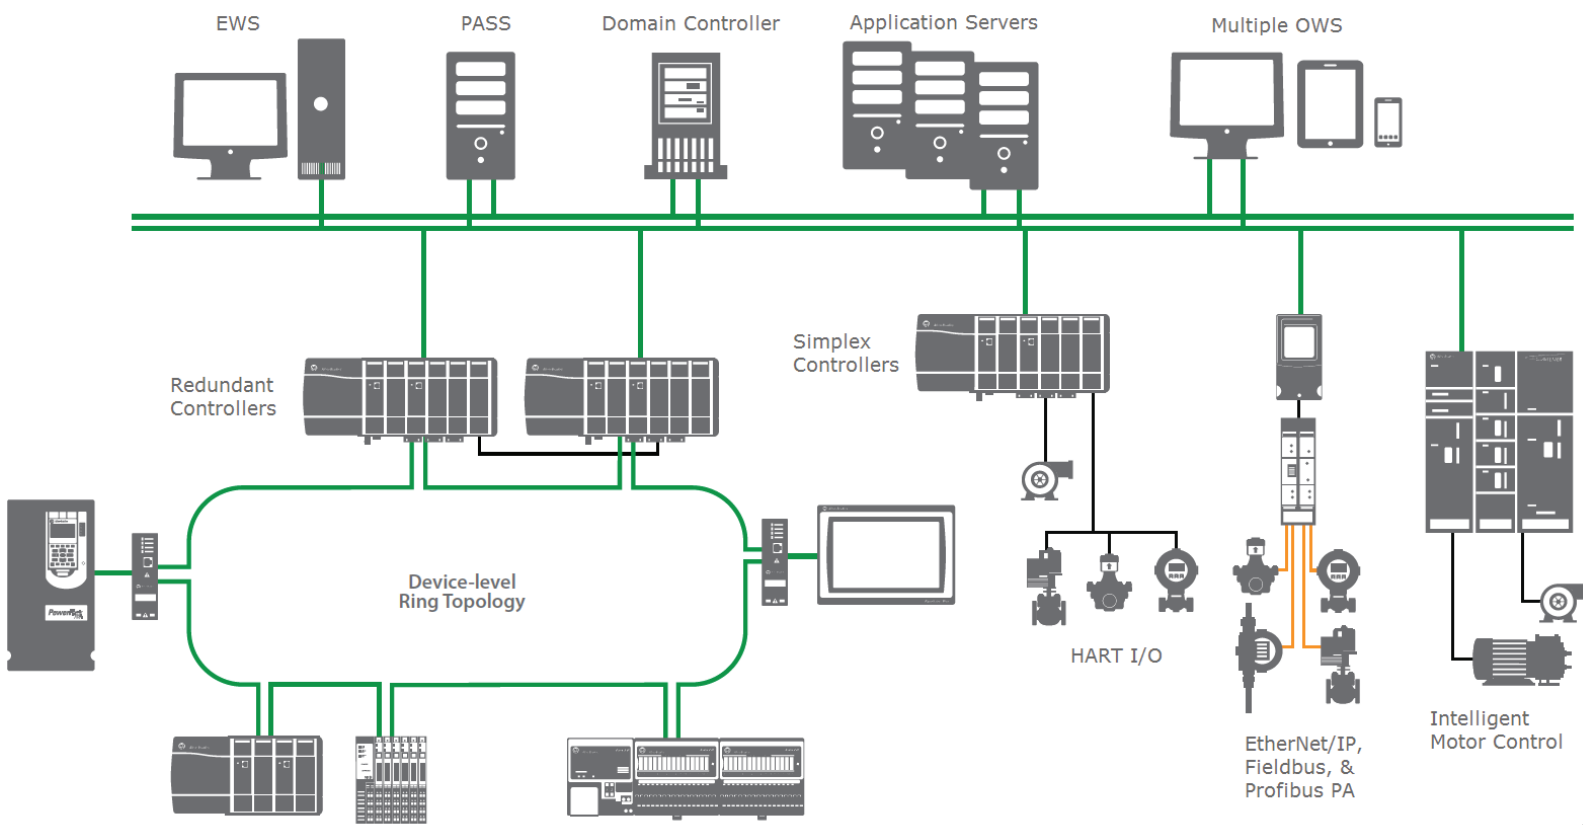 EWS
PASS
Domain Controller
Application Servers
Multiple OWS
Simplex
Controllers
Redundant
Controllers
Device-level
Ring Topology
HART I/O
EtherNet/IP,
Fieldbus, &
Profibus PA
Intelligent
Motor Control